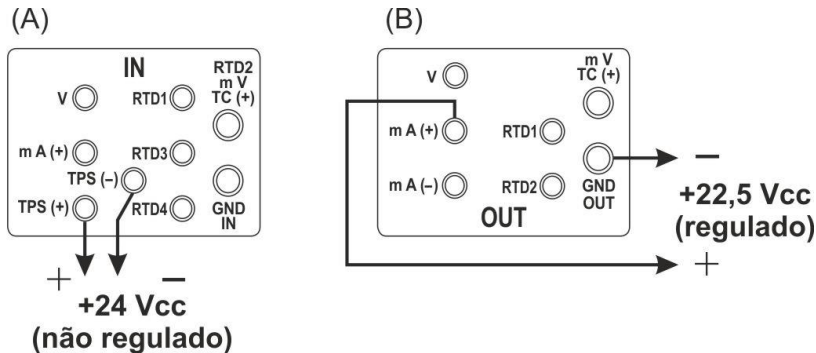 (A)
IN
RTD2
m V
TC (+)
V
RTD1
m A (+)
RTD3
TPS (–)
TPS (+)
RTD4
GND
IN
+ –
+24 Vcc
(não regulado)
(B)
V
m V
TC (+)
m A (+)
RTD1
m A (–)
RTD2
GND
OUT
OUT
–
+22,5 Vcc
(regulado)
+